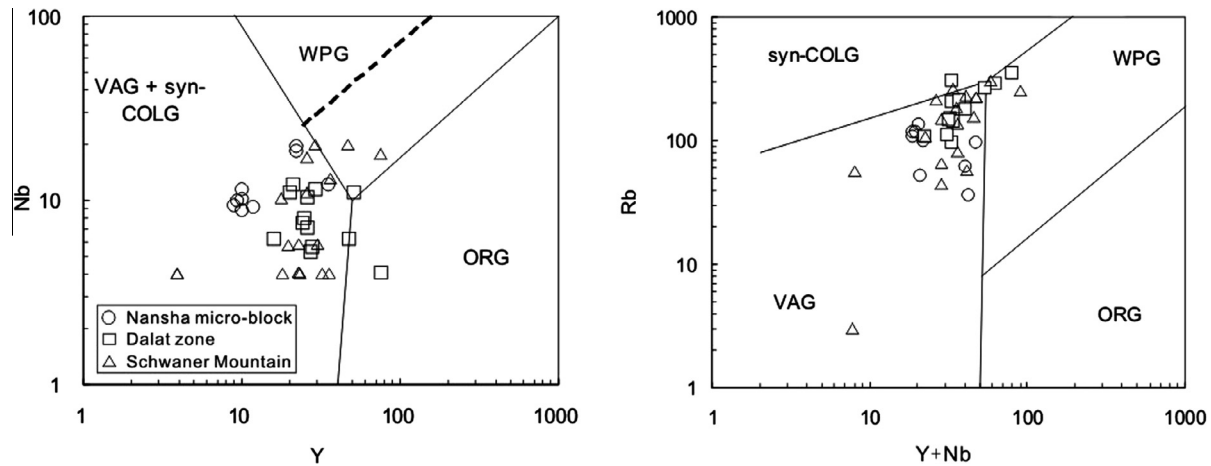 100
10
1
Nb
VAG + syn-
COLG
WPG
ORG
Nansha micro-block
Dalat zone
Schwaner Mountain
1 10 100 1000
Y
1000
100
10
1
Rb
syn-COLG
WPG
VAG
ORG
1 10 100 1000
Y+Nb